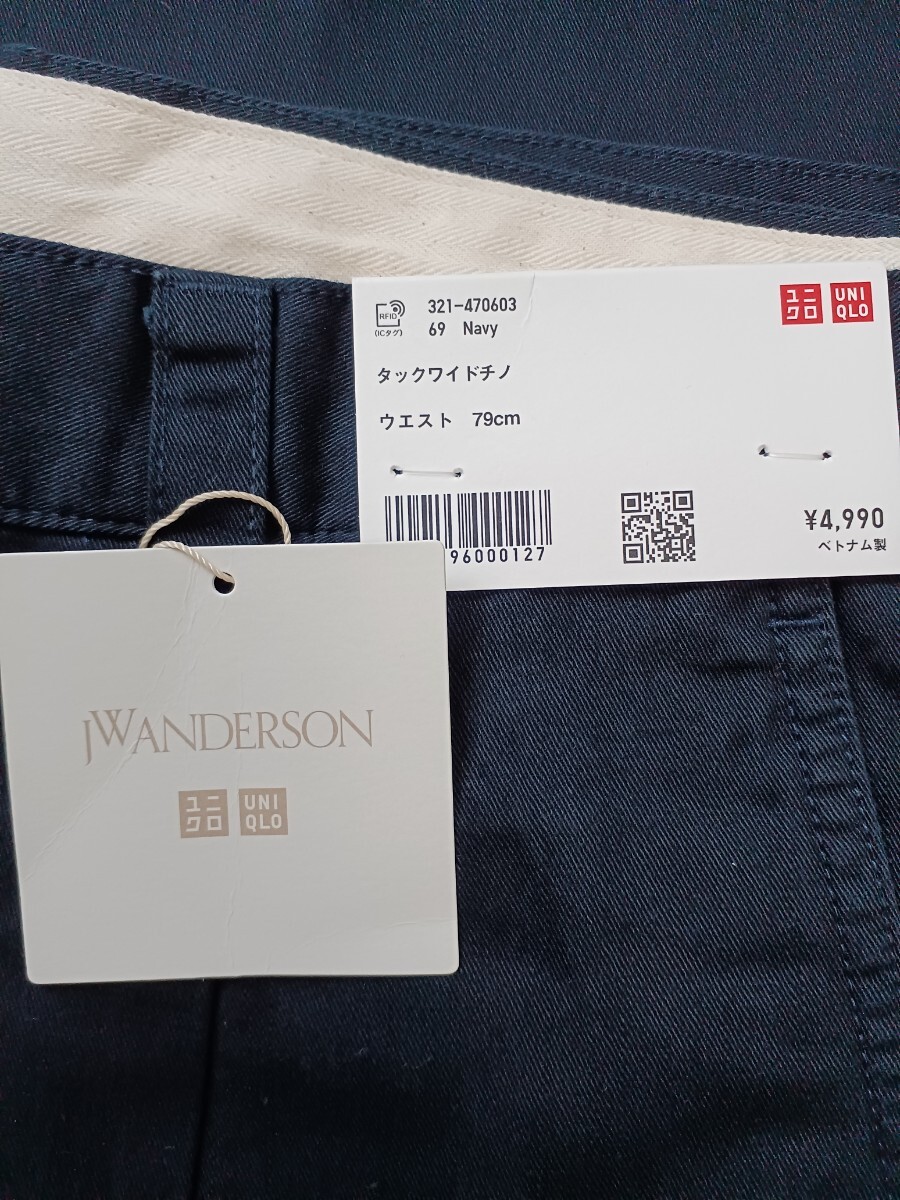 RFID
(ICタグ)
321-470603
69 Navy
ユニ
クロ
UNI
QLO
タックワイドチノ
ウエスト 79cm
96000127
¥4,990
ベトナム製
JWANDERSON
ユニ
クロ
UNI
QLO